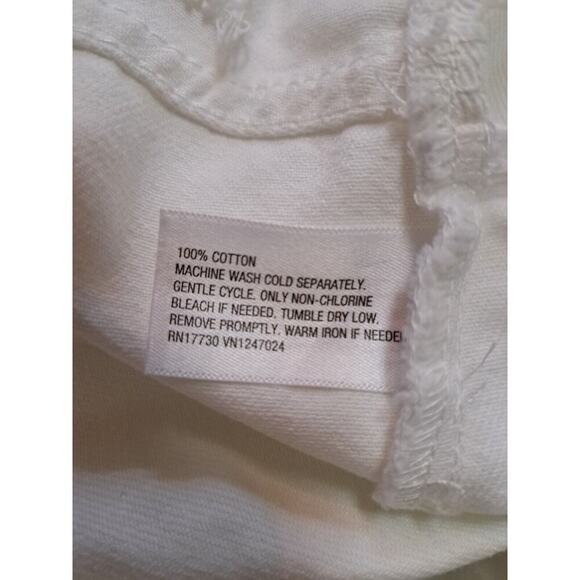 100% COTTON
MACHINE WASH COLD SEPARATELY.
GENTLE CYCLE. ONLY NON-CHLORINE
BLEACH IF NEEDED. TUMBLE DRY LOW.
REMOVE PROMPTLY. WARM IRON IF NEEDE
RN17730 VN1247024